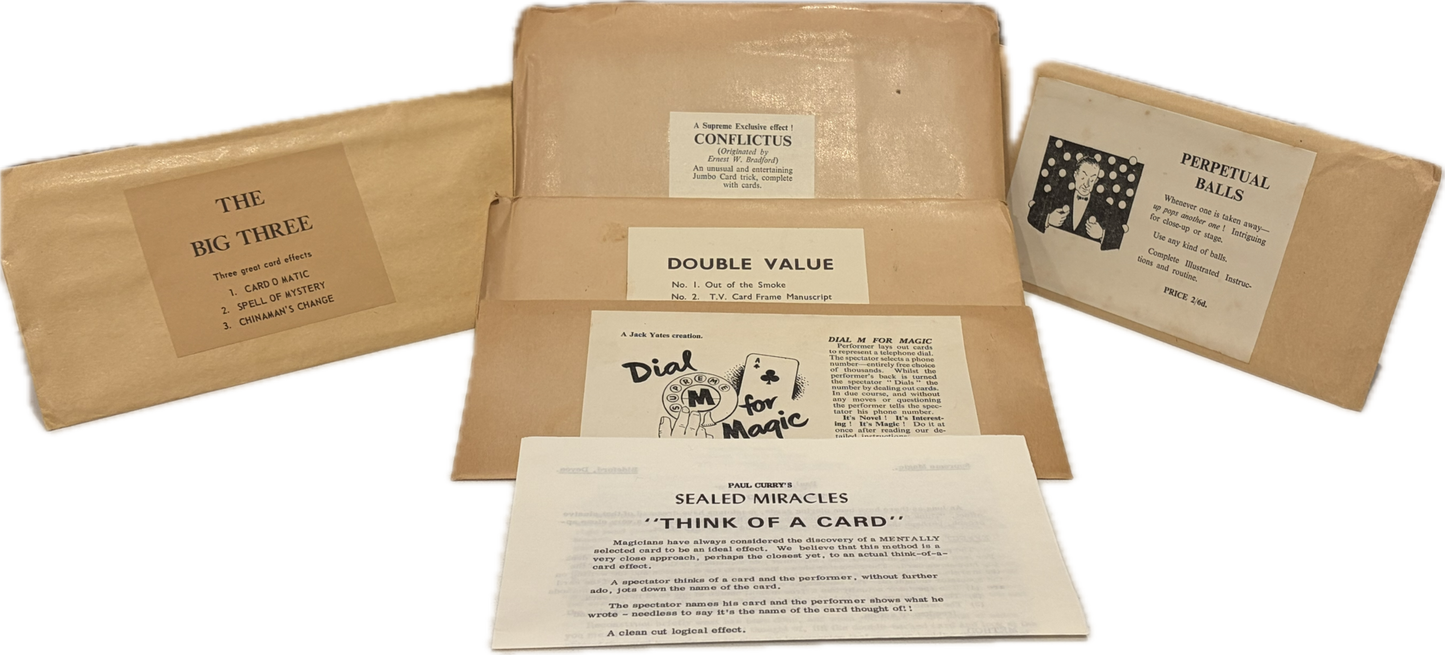 THE
BIG THREE
Three great card effects
1. CARD O MATIC
2. SPELL OF MYSTERY
3. CHINAMAN'S CHANGE
A Supreme Exclusive effect !
CONFLICTUS
(Originated by
Ernest W. Bradford)
An unusual and entertaining
Jumbo Card trick, complete
with cards.
DOUBLE VALUE
No. 1. Out of the Smoke
No. 2. T.V. Card Frame Manuscript
A Jack Yates creation.
Dial
SUPREME
M
A
for
Magic
DIAL M FOR MAGIC
Performer lays out cards
to represent a telephone dial.
The spectator selects a phone
number—entirely free choice
of thousands. Whilst the
performer's back is turned
the spectator "Dials" the
number by dealing out cards.
In due course, and without
any moves or questioning
the performer tells the spec-
tator his phone number.
It's Novel ! It's Interest-
ing ! It's Magic ! Do it at
once after reading our de-
tailed instructions.
PERPETUAL
BALLS
Whenever one is taken away—
up pops another one ! Intriguing
for close-up or stage.
Use any kind of balls.
Complete Illustrated Instruc-
tions and routine.
PRICE 2/6d.
PAUL CURRY'S
SEALED MIRACLES
"THINK OF A CARD"
Magicians have always considered the discovery of a MENTALLY
selected card to be an ideal effect. We believe that this method is a
very close approach, perhaps the closest yet, to an actual think-of-a-
card effect.
A spectator thinks of a card and the performer, without further
ado, jots down the name of the card.
The spectator names his card and the performer shows what he
wrote - needless to say it's the name of the card thought of!!
A clean cut logical effect.